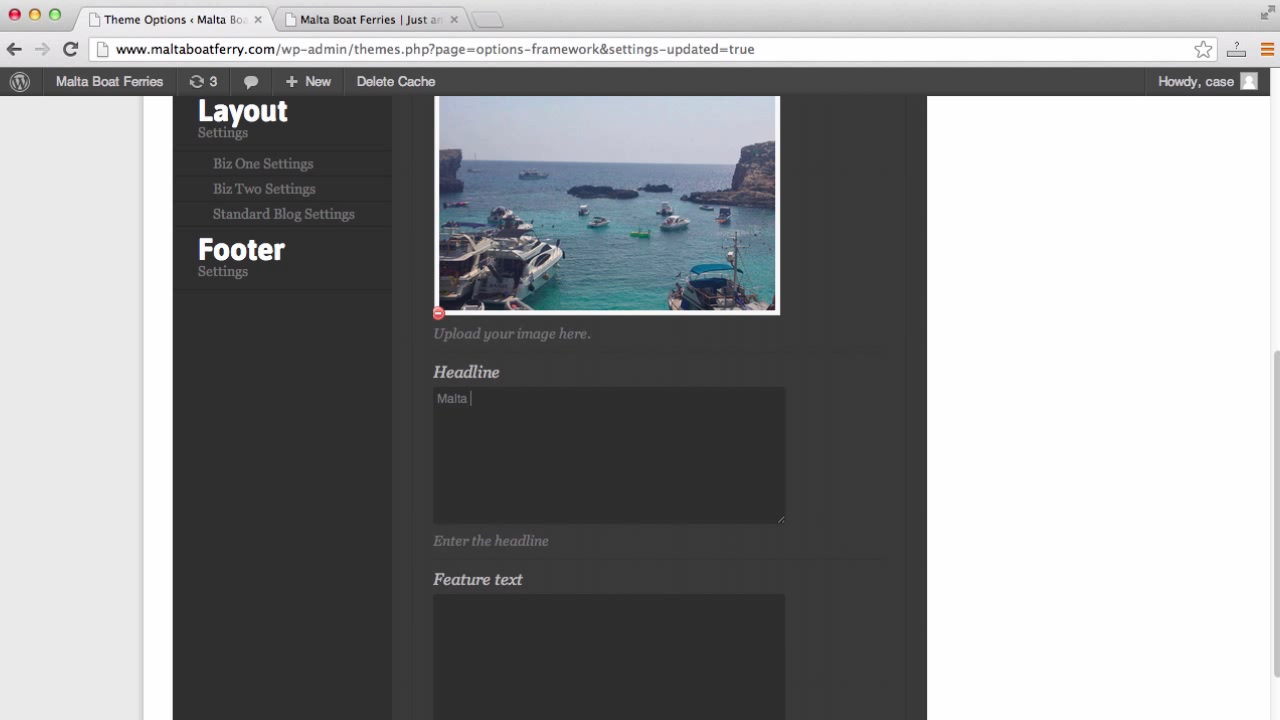 Theme Options ‹ Malta Boa
Malta Boat Ferries | Just an
www.maltaboatferry.com/wp-admin/themes.php?page=options-framework&settings-updated=true
Malta Boat Ferries 3 New Delete Cache Howdy, case
Layout
Settings
Biz One Settings
Biz Two Settings
Standard Blog Settings
Footer
Settings
Upload your image here.
Headline
Malta
Enter the headline
Feature text